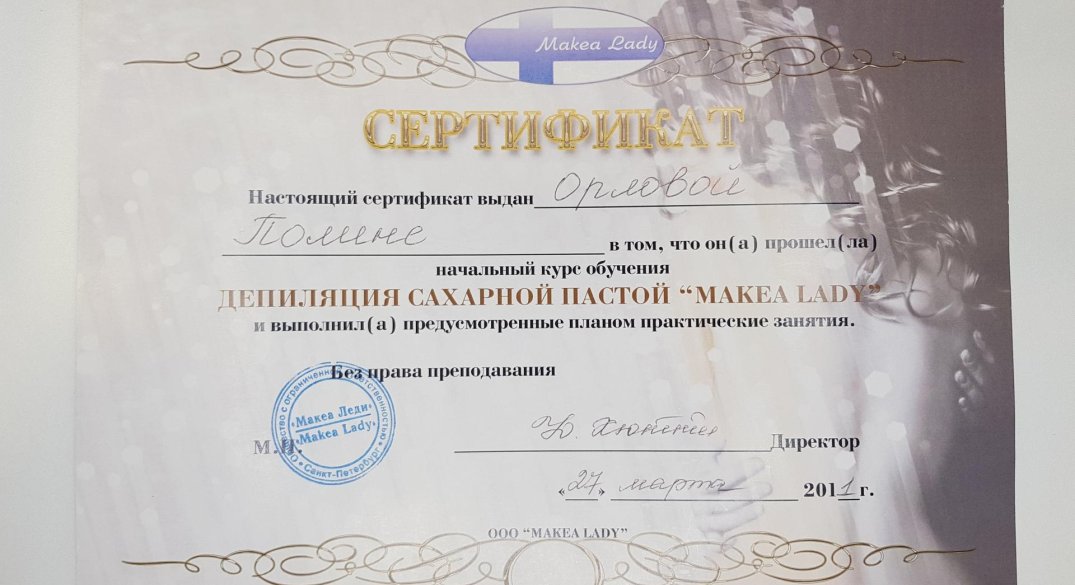 Makea Lady
СЕРТИФИКАТ
Настоящий сертификат выдан Орловой
Полине в том, что он(а) прошел(ла)
начальный курс обучения
ДЕПИЛЯЦИЯ САХАРНОЙ ПАСТОЙ “MAKEA LADY”
и выполнил(а) предусмотренные планом практические занятия.
Без права преподавания
«Макеа Леди»
«Makea Lady»
Санкт-Петербург
М.П.
Директор
«27» марта 2011г.
ООО “MAKEA LADY”